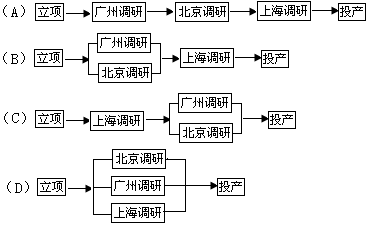 (A) 立项 广州调研 北京调研 上海调研 投产
(B) 立项 广州调研 北京调研 上海调研 投产
(C) 立项 上海调研 广州调研 北京调研 投产
(D) 立项 北京调研 广州调研 上海调研 投产